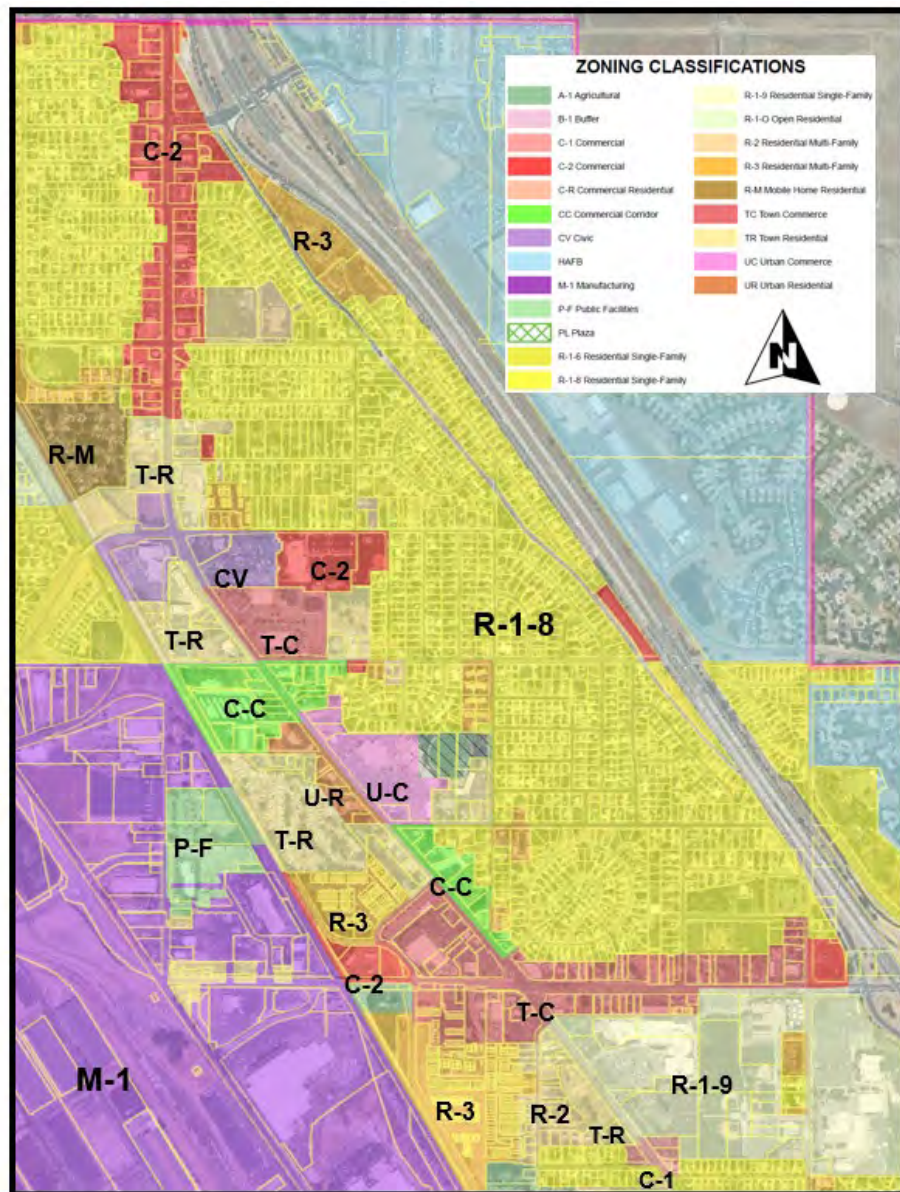 ZONING CLASSIFICATIONS
A-1 Agricultural
B-1 Buffer
C-1 Commercial
C-2 Commercial
C-R Commercial Residential
CC Commercial Corridor
CV Civic
HAFB
M-1 Manufacturing
P-F Public Facilities
PL Plaza
R-1-6 Residential Single-Family
R-1-8 Residential Single-Family
R-1-9 Residential Single-Family
R-1-O Open Residential
R-2 Residential Multi-Family
R-3 Residential Multi-Family
R-M Mobile Home Residential
TC Town Commerce
TR Town Residential
UC Urban Commerce
UR Urban Residential
N
C-2
R-3
R-M
T-R
CV
C-2
R-1-8
T-R
T-C
C-C
U-R
U-C
P-F
T-R
C-C
R-3
C-2
T-C
M-1
R-1-9
R-3
R-2
T-R
C-1